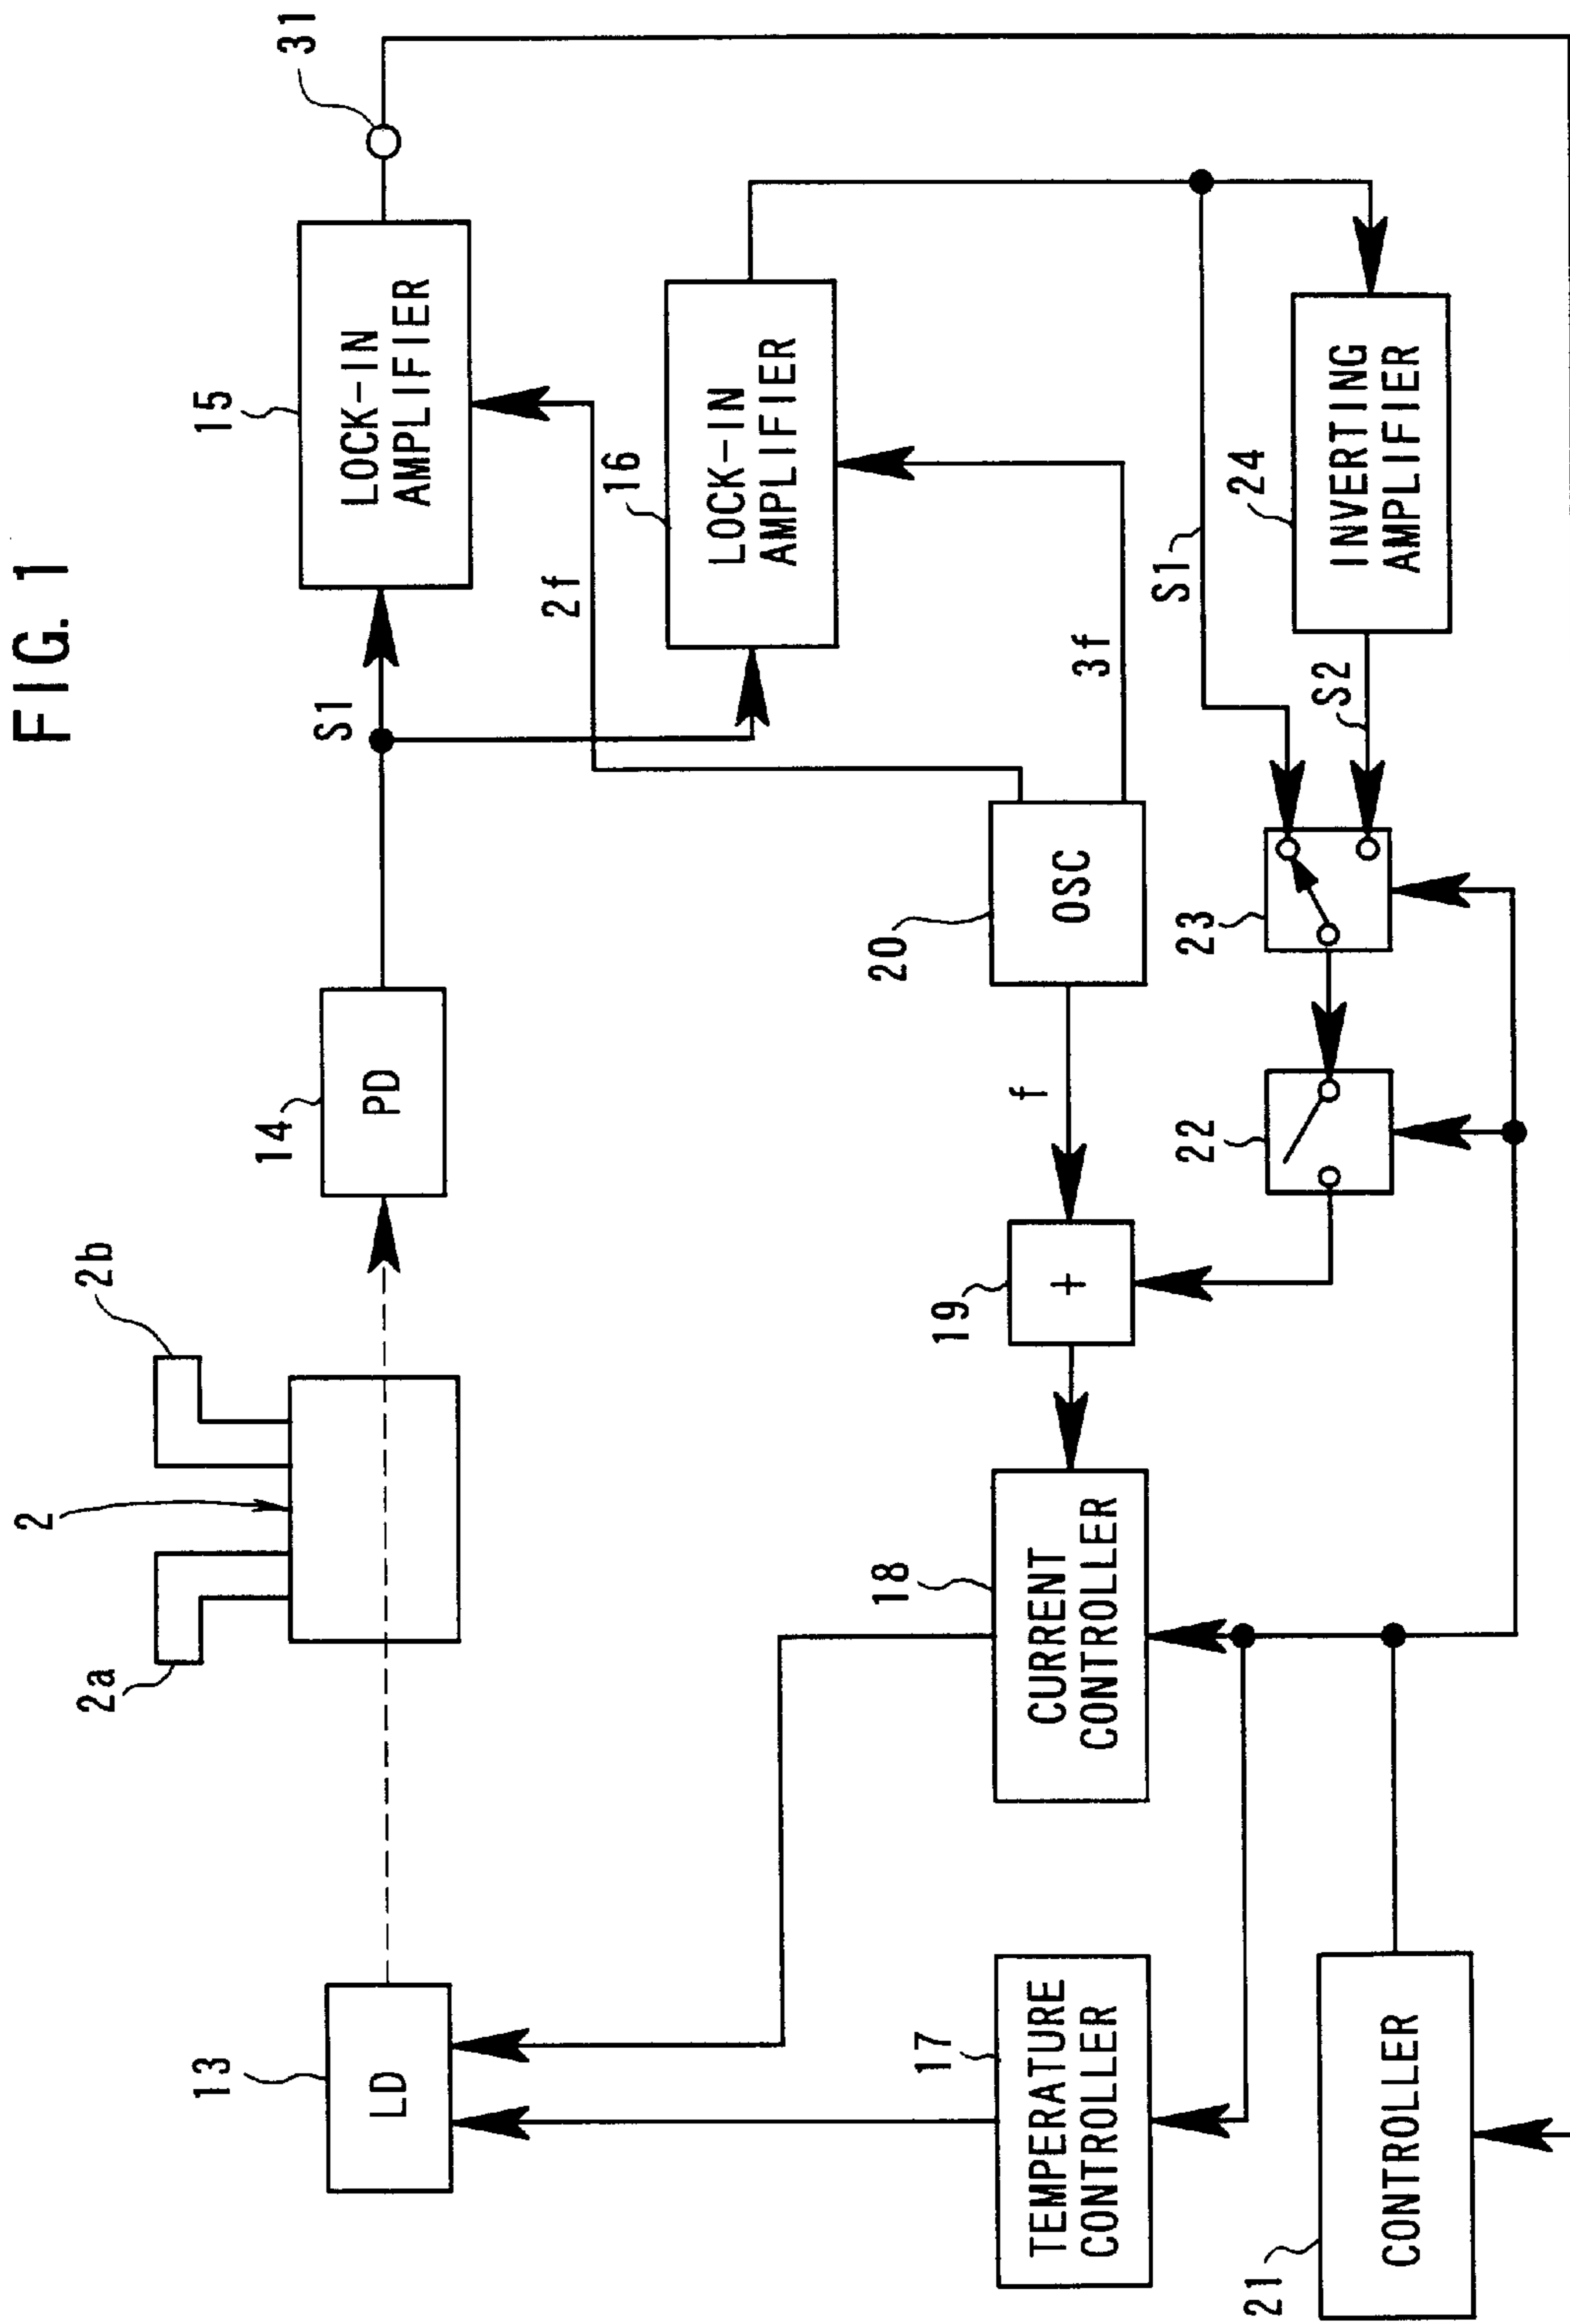 FIG. 1
2
2a
2b
13
LD
14
PD
S1
15
LOCK-IN
AMPLIFIER
31
2f
16
LOCK-IN
AMPLIFIER
3f
17
TEMPERATURE
CONTROLLER
18
CURRENT
CONTROLLER
19
+
f
20
OSC
S1
21
CONTROLLER
22
23
S2
24
INVERTING
AMPLIFIER